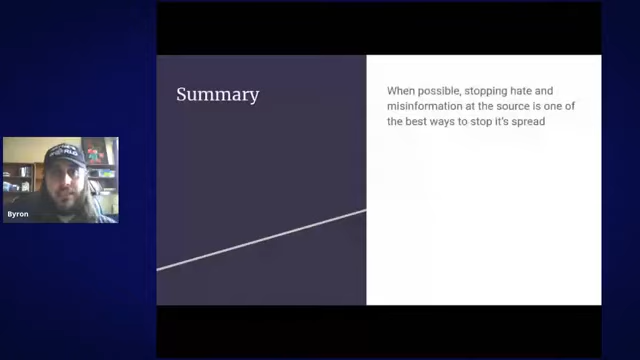 Summary
When possible, stopping hate and
misinformation at the source is one of
the best ways to stop it's spread
Byron